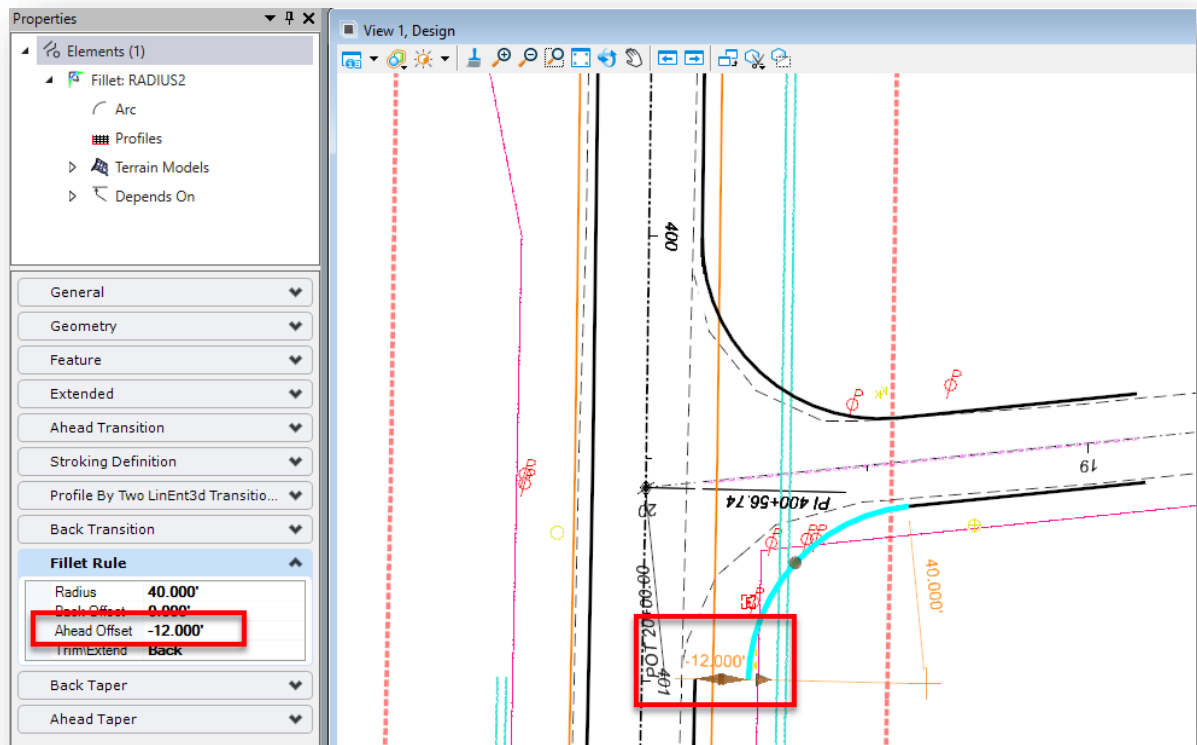 Properties
Elements (1)
Fillet: RADIUS2
Arc
Profiles
Terrain Models
Depends On
General
Geometry
Feature
Extended
Ahead Transition
Stroking Definition
Profile By Two LinEnt3d Transitio...
Back Transition
Fillet Rule
Radius 40.000'
Back Offset 0.000'
Ahead Offset -12.000'
Trim\Extend Back
Back Taper
Ahead Taper
View 1, Design
400
P
P
19
20
PI 400+56.74
POT 20+00.00
40.000'
-12.000'
401